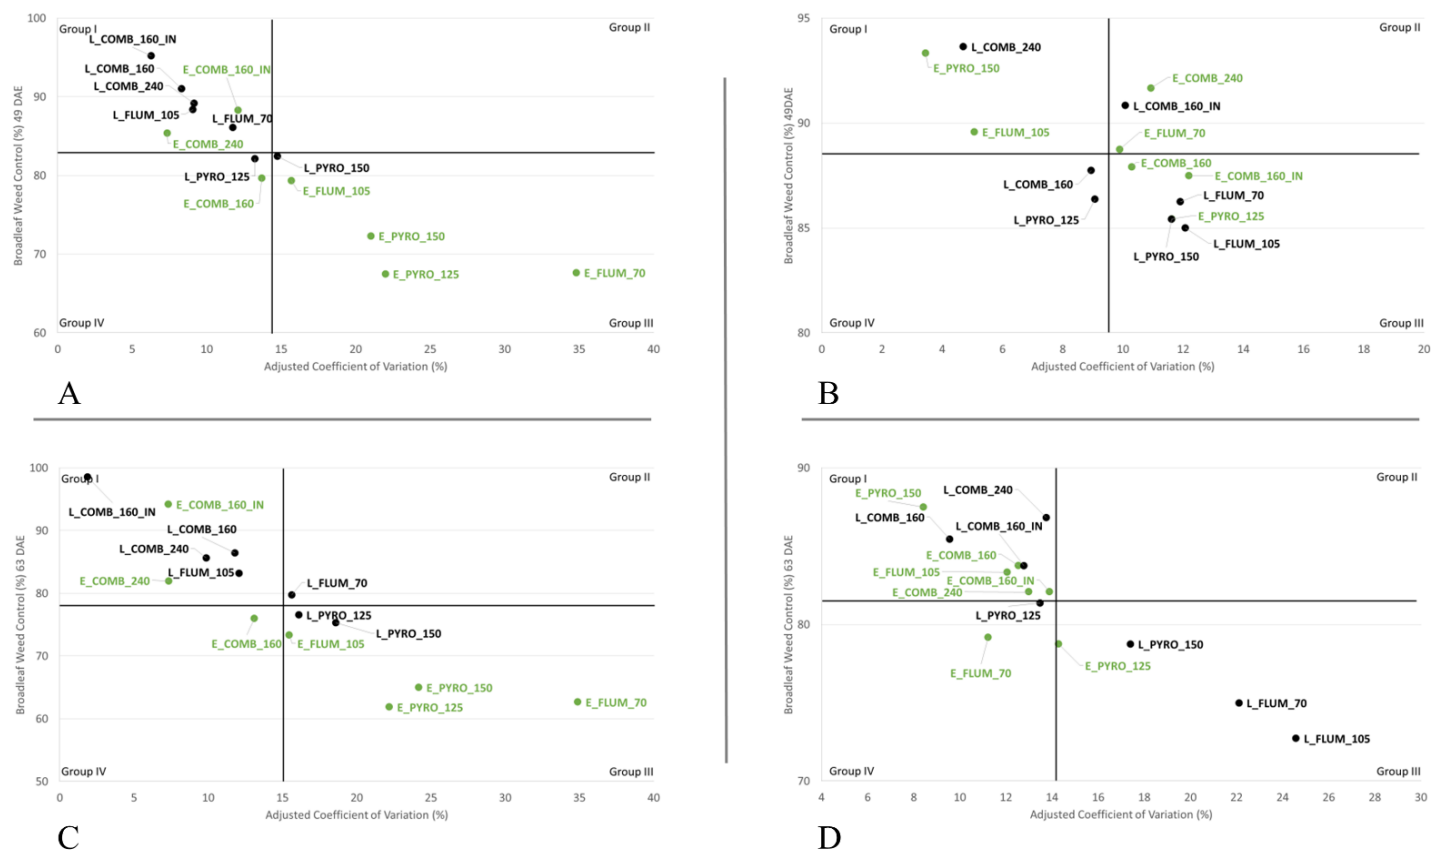 100
Group I
Group II
L_COMB_160_IN
L_COMB_160
E_COMB_160_IN
L_COMB_240
90
L_FLUM_105
L_FLUM_70
E_COMB_240
80
L_PYRO_125
L_PYRO_150
E_FLUM_105
E_COMB_160
E_PYRO_150
70
E_PYRO_125
E_FLUM_70
Group IV
Group III
60
0 5 10 15 20 25 30 35 40
Adjusted Coefficient of Variation (%)
Broadleaf Weed Control (%) 49 DAE
A
95
Group I
Group II
L_COMB_240
E_PYRO_150
E_COMB_240
L_COMB_160_IN
90
E_FLUM_105
E_FLUM_70
E_COMB_160
E_COMB_160_IN
L_COMB_160
L_FLUM_70
L_PYRO_125
E_PYRO_125
85
L_FLUM_105
L_PYRO_150
Group IV
Group III
80
0 2 4 6 8 10 12 14 16 18 20
Adjusted Coefficient of Variation (%)
Broadleaf Weed Control (%) 49DAE
B
100
Group I
Group II
L_COMB_160_IN
E_COMB_160_IN
90
L_COMB_160
L_COMB_240
L_FLUM_105
E_COMB_240
L_FLUM_70
80
L_PYRO_125
L_PYRO_150
E_COMB_160
E_FLUM_105
70
E_PYRO_150
E_FLUM_70
E_PYRO_125
60
Group IV
Group III
50
0 5 10 15 20 25 30 35 40
Adjusted Coefficient of Variation (%)
Broadleaf Weed Control (%) 63 DAE
C
90
Group I
Group II
E_PYRO_150
L_COMB_240
L_COMB_160
L_COMB_160_IN
E_COMB_160
E_FLUM_105
E_COMB_160_IN
E_COMB_240
L_PYRO_125
80
L_PYRO_150
E_PYRO_125
E_FLUM_70
L_FLUM_70
L_FLUM_105
Group IV
Group III
70
4 6 8 10 12 14 16 18 20 22 24 26 28 30
Adjusted Coefficient of Variation (%)
Broadleaf Weed Control (%) 63 DAE
D